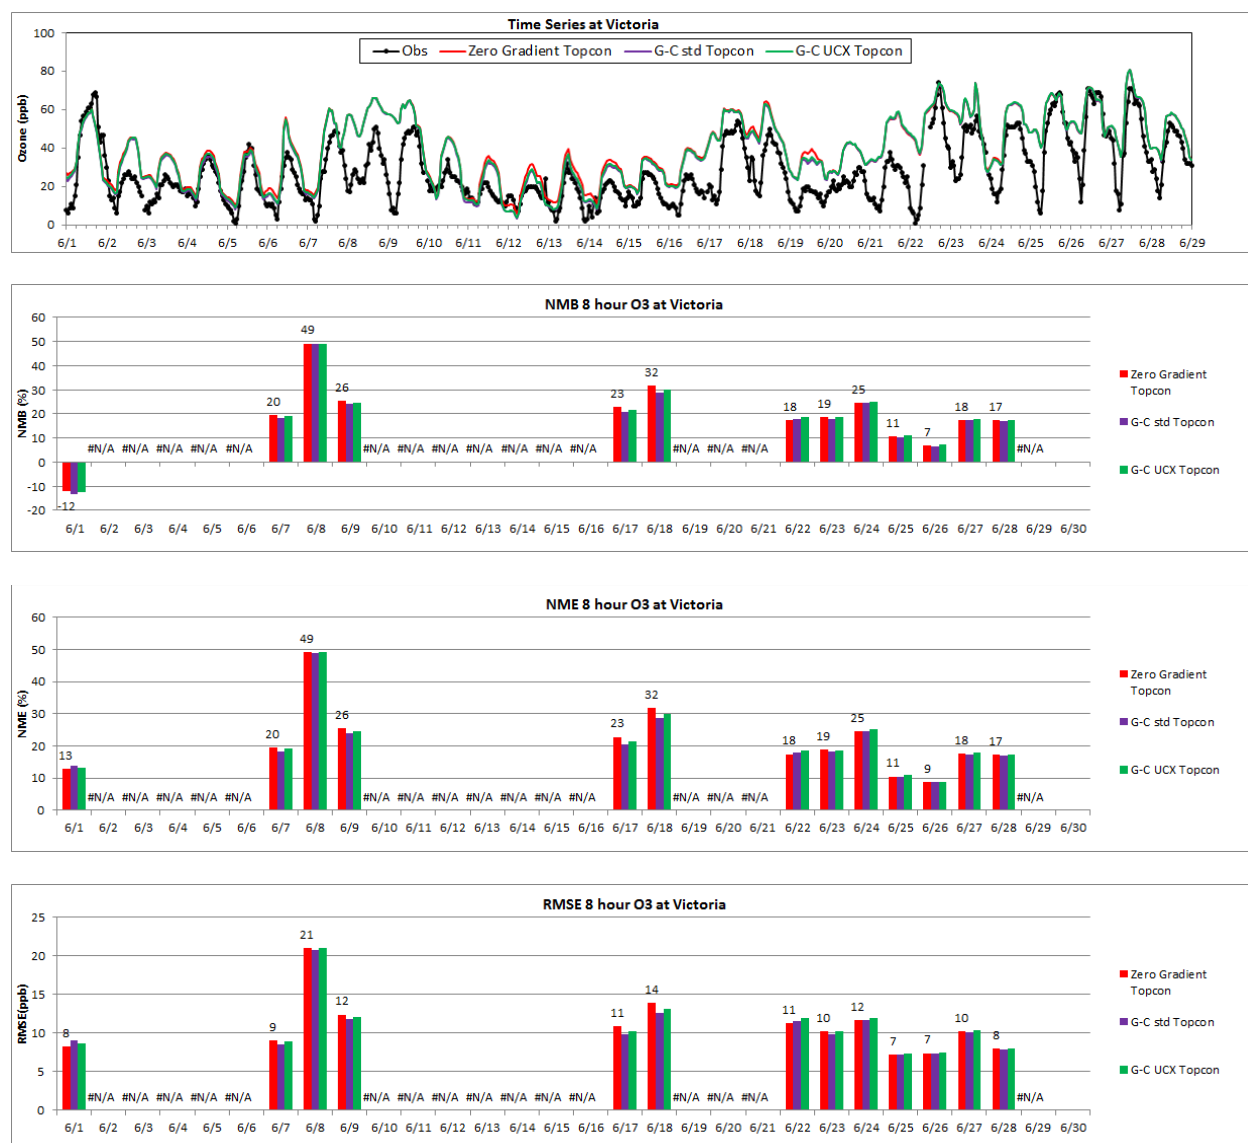 Time Series at Victoria
Obs Zero Gradient Topcon G-C std Topcon G-C UCX Topcon
Ozone (ppb)
100
80
60
40
20
0
6/1 6/2 6/3 6/4 6/5 6/6 6/7 6/8 6/9 6/10 6/11 6/12 6/13 6/14 6/15 6/16 6/17 6/18 6/19 6/20 6/21 6/22 6/23 6/24 6/25 6/26 6/27 6/28 6/29
NMB 8 hour O3 at Victoria
NMB (%)
60
50
40
30
20
10
0
-10
-20
-12 #N/A #N/A #N/A #N/A #N/A 20 49 26 #N/A #N/A #N/A #N/A #N/A #N/A #N/A 23 32 #N/A #N/A #N/A 18 19 25 11 7 18 17 #N/A
6/1 6/2 6/3 6/4 6/5 6/6 6/7 6/8 6/9 6/10 6/11 6/12 6/13 6/14 6/15 6/16 6/17 6/18 6/19 6/20 6/21 6/22 6/23 6/24 6/25 6/26 6/27 6/28 6/29 6/30
Zero Gradient
Topcon
G-C std Topcon
G-C UCX Topcon
NME 8 hour O3 at Victoria
NME (%)
60
50
40
30
20
10
0
13 #N/A #N/A #N/A #N/A #N/A 20 49 26 #N/A #N/A #N/A #N/A #N/A #N/A #N/A 23 32 #N/A #N/A #N/A 18 19 25 11 9 18 17 #N/A
6/1 6/2 6/3 6/4 6/5 6/6 6/7 6/8 6/9 6/10 6/11 6/12 6/13 6/14 6/15 6/16 6/17 6/18 6/19 6/20 6/21 6/22 6/23 6/24 6/25 6/26 6/27 6/28 6/29 6/30
Zero Gradient
Topcon
G-C std Topcon
G-C UCX Topcon
RMSE 8 hour O3 at Victoria
RMSE(ppb)
25
20
15
10
5
0
8 #N/A #N/A #N/A #N/A #N/A 9 21 12 #N/A #N/A #N/A #N/A #N/A #N/A #N/A 11 14 #N/A #N/A #N/A 11 10 12 7 7 10 8 #N/A
6/1 6/2 6/3 6/4 6/5 6/6 6/7 6/8 6/9 6/10 6/11 6/12 6/13 6/14 6/15 6/16 6/17 6/18 6/19 6/20 6/21 6/22 6/23 6/24 6/25 6/26 6/27 6/28 6/29 6/30
Zero Gradient
Topcon
G-C std Topcon
G-C UCX Topcon